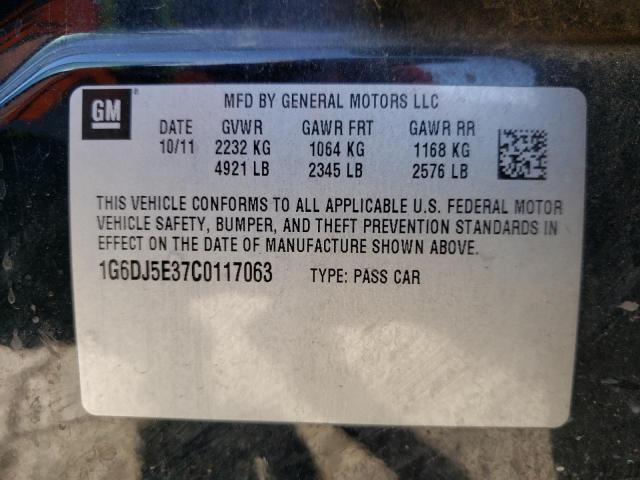 GM
MFD BY GENERAL MOTORS LLC
DATE GVWR GAWR FRT GAWR RR
10/11 2232 KG 1064 KG 1168 KG
4921 LB 2345 LB 2576 LB
THIS VEHICLE CONFORMS TO ALL APPLICABLE U.S. FEDERAL MOTOR
VEHICLE SAFETY, BUMPER, AND THEFT PREVENTION STANDARDS IN
EFFECT ON THE DATE OF MANUFACTURE SHOWN ABOVE.
1G6DJ5E37C0117063 TYPE: PASS CAR